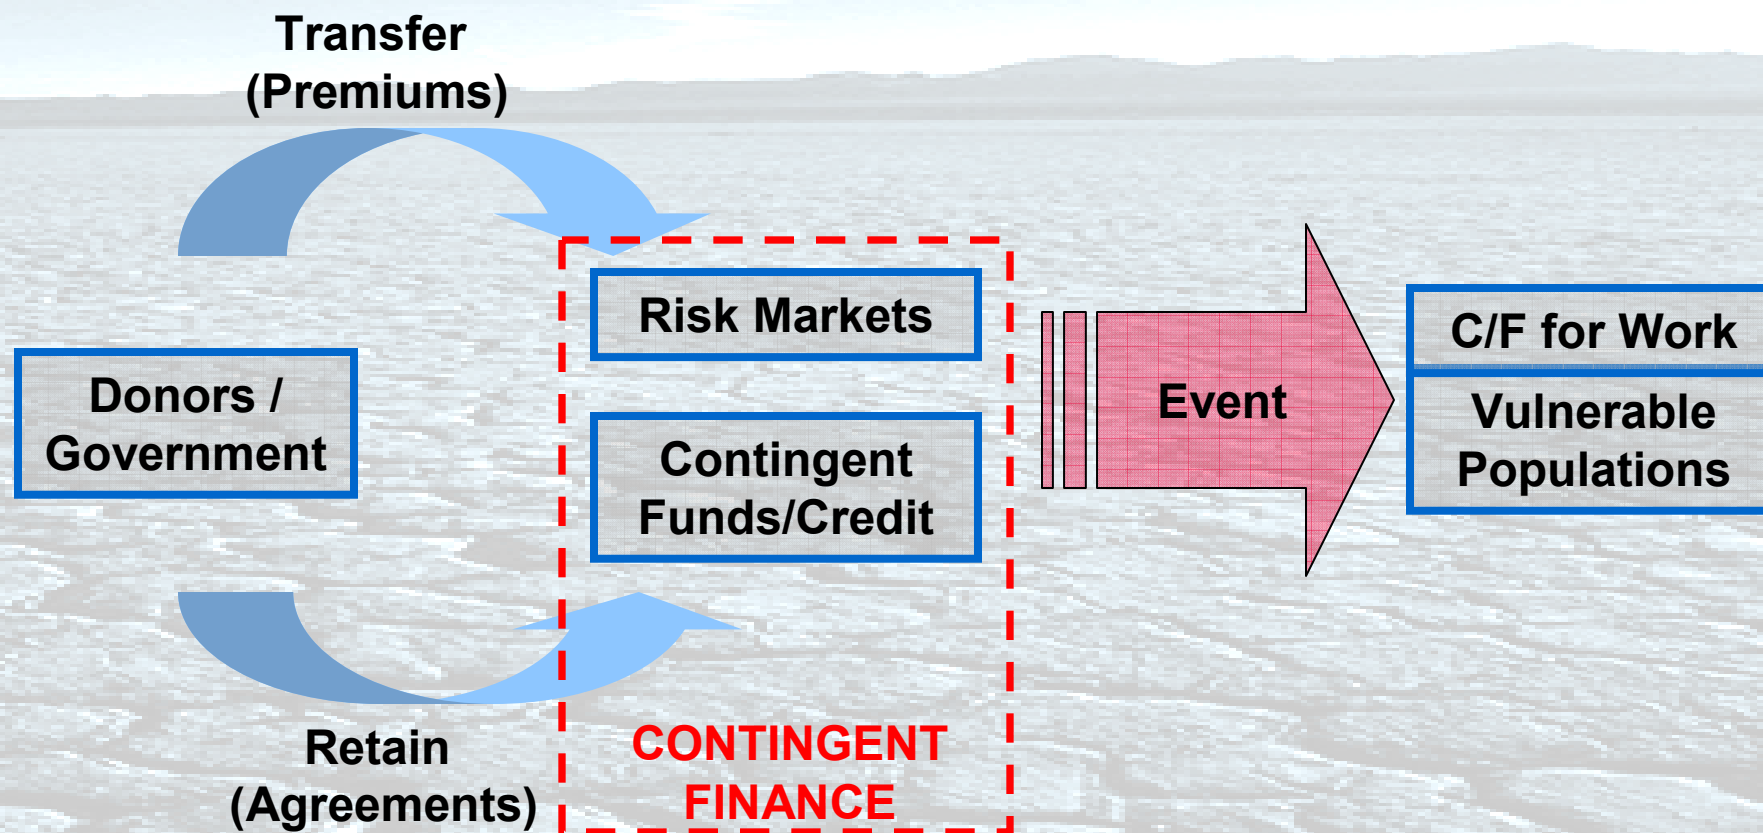 Transfer
(Premiums)
Donors /
Government
Risk Markets
Contingent
Funds/Credit
Event
C/F for Work
Vulnerable
Populations
Retain
(Agreements)
CONTINGENT
FINANCE